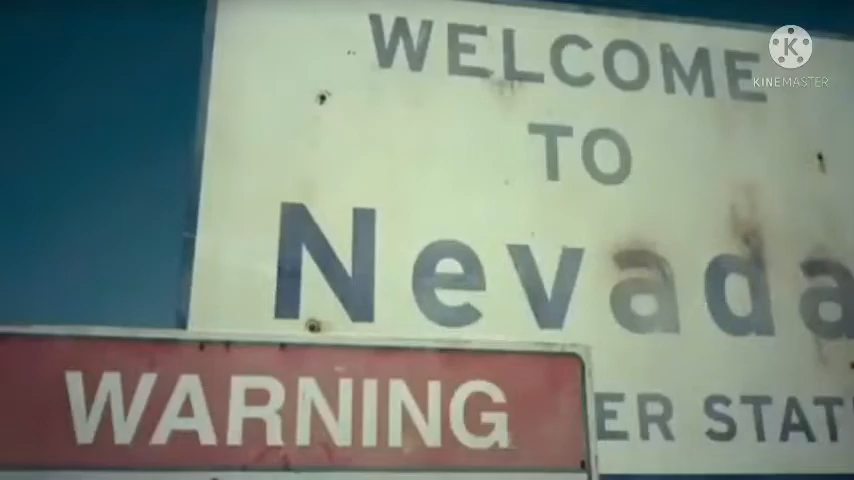 WELCOME
TO
Nevada
ER STAT
WARNING
K
KINEMASTER